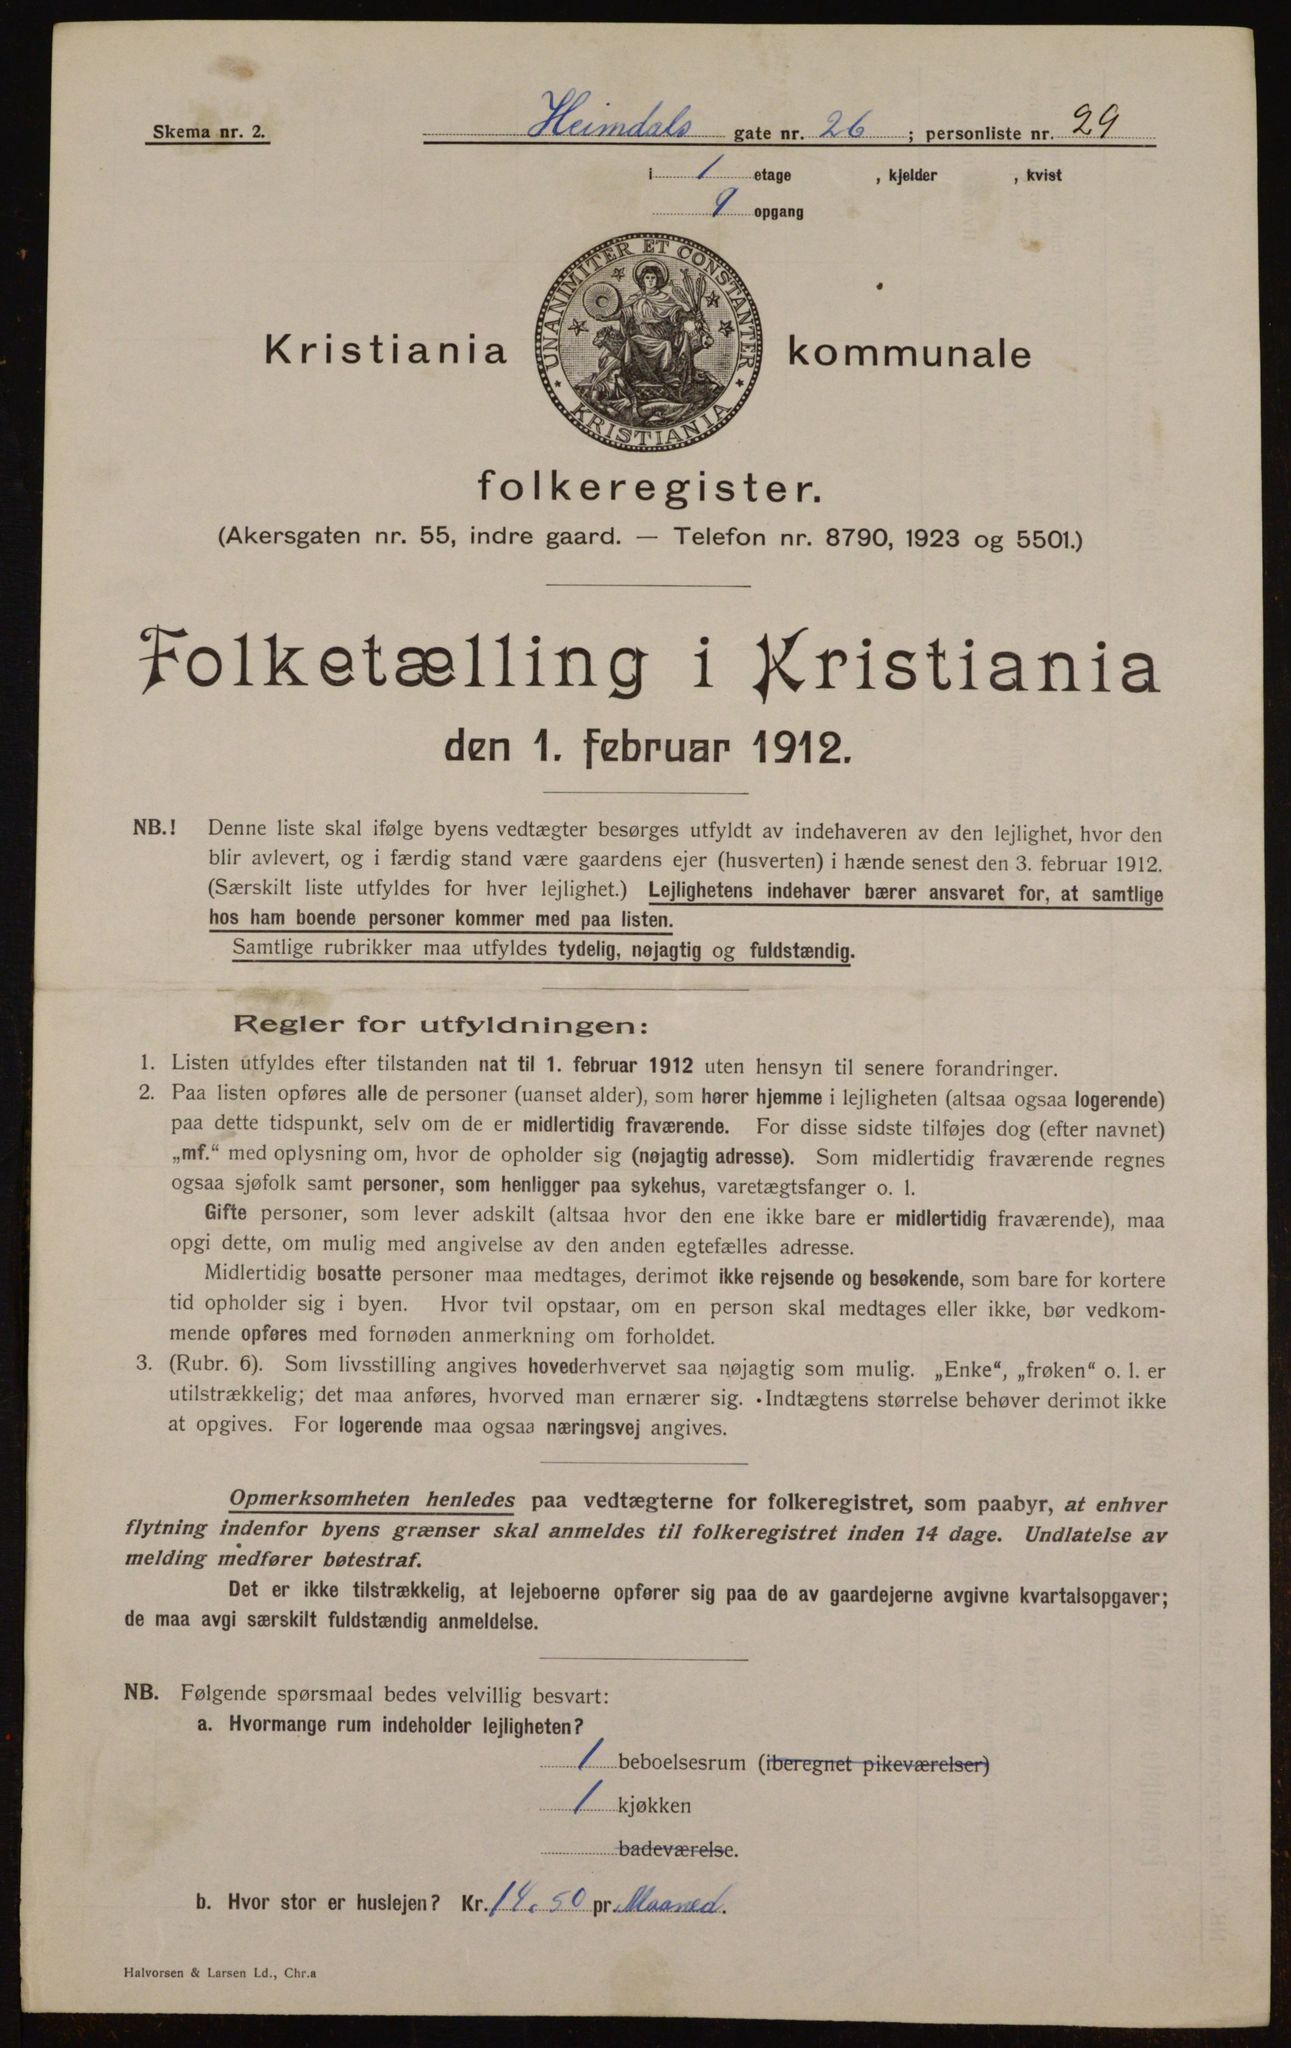 Skema nr. 2.
Heimdals gate nr. 26; personliste nr. 29
i 1 etage , kjelder , kvist
9 opgang
UNANIMITER ET CONSTANTER
KRISTIANIA
Kristiania kommunale
folkeregister.
(Akersgaten nr. 55, indre gaard. — Telefon nr. 8790, 1923 og 5501.)
Folketælling i Kristiania
den 1. februar 1912.
NB.! Denne liste skal ifølge byens vedtægter besørges utfyldt av indehaveren av den lejlighet, hvor den
blir avlevert, og i færdig stand være gaardens ejer (husverten) i hænde senest den 3. februar 1912.
(Særskilt liste utfyldes for hver lejlighet.) Lejlighetens indehaver bærer ansvaret for, at samtlige
hos ham boende personer kommer med paa listen.
Samtlige rubrikker maa utfyldes tydelig, nøjagtig og fuldstændig.
Regler for utfyldningen:
1. Listen utfyldes efter tilstanden nat til 1. februar 1912 uten hensyn til senere forandringer.
2. Paa listen opføres alle de personer (uanset alder), som hører hjemme i lejligheten (altsaa ogsaa logerende)
paa dette tidspunkt, selv om de er midlertidig fraværende. For disse sidste tilføjes dog (efter navnet)
„mf.“ med oplysning om, hvor de opholder sig (nøjagtig adresse). Som midlertidig fraværende regnes
ogsaa sjøfolk samt personer, som henligger paa sykehus, varetægtsfanger o. l.
Gifte personer, som lever adskilt (altsaa hvor den ene ikke bare er midlertidig fraværende), maa
opgi dette, om mulig med angivelse av den anden egtefælles adresse.
Midlertidig bosatte personer maa medtages, derimot ikke rejsende og besøkende, som bare for kortere
tid opholder sig i byen. Hvor tvil opstaar, om en person skal medtages eller ikke, bør vedkom-
mende opføres med fornøden anmerkning om forholdet.
3. (Rubr. 6). Som livsstilling angives hovederhvervet saa nøjagtig som mulig. „Enke“, „frøken“ o. l. er
utilstrækkelig; det maa anføres, hvorved man ernærer sig. Indtægtens størrelse behøver derimot ikke
at opgives. For logerende maa ogsaa næringsvej angives.
Opmerksomheten henledes paa vedtægterne for folkeregistret, som paabyr, at enhver
flytning indenfor byens grænser skal anmeldes til folkeregistret inden 14 dage. Undlatelse av
melding medfører bøtestraf.
Det er ikke tilstrækkelig, at lejeboerne opfører sig paa de av gaardejerne avgivne kvartalsopgaver;
de maa avgi særskilt fuldstændig anmeldelse.
NB. Følgende spørsmaal bedes velvillig besvart:
a. Hvormange rum indeholder lejligheten?
1 beboelsesrum (iberegnet pikeværelser)
1 kjøkken
badeværelse.
b. Hvor stor er huslejen? Kr. 14.50 pr. Maaned.
Halvorsen & Larsen Ld., Chr.a